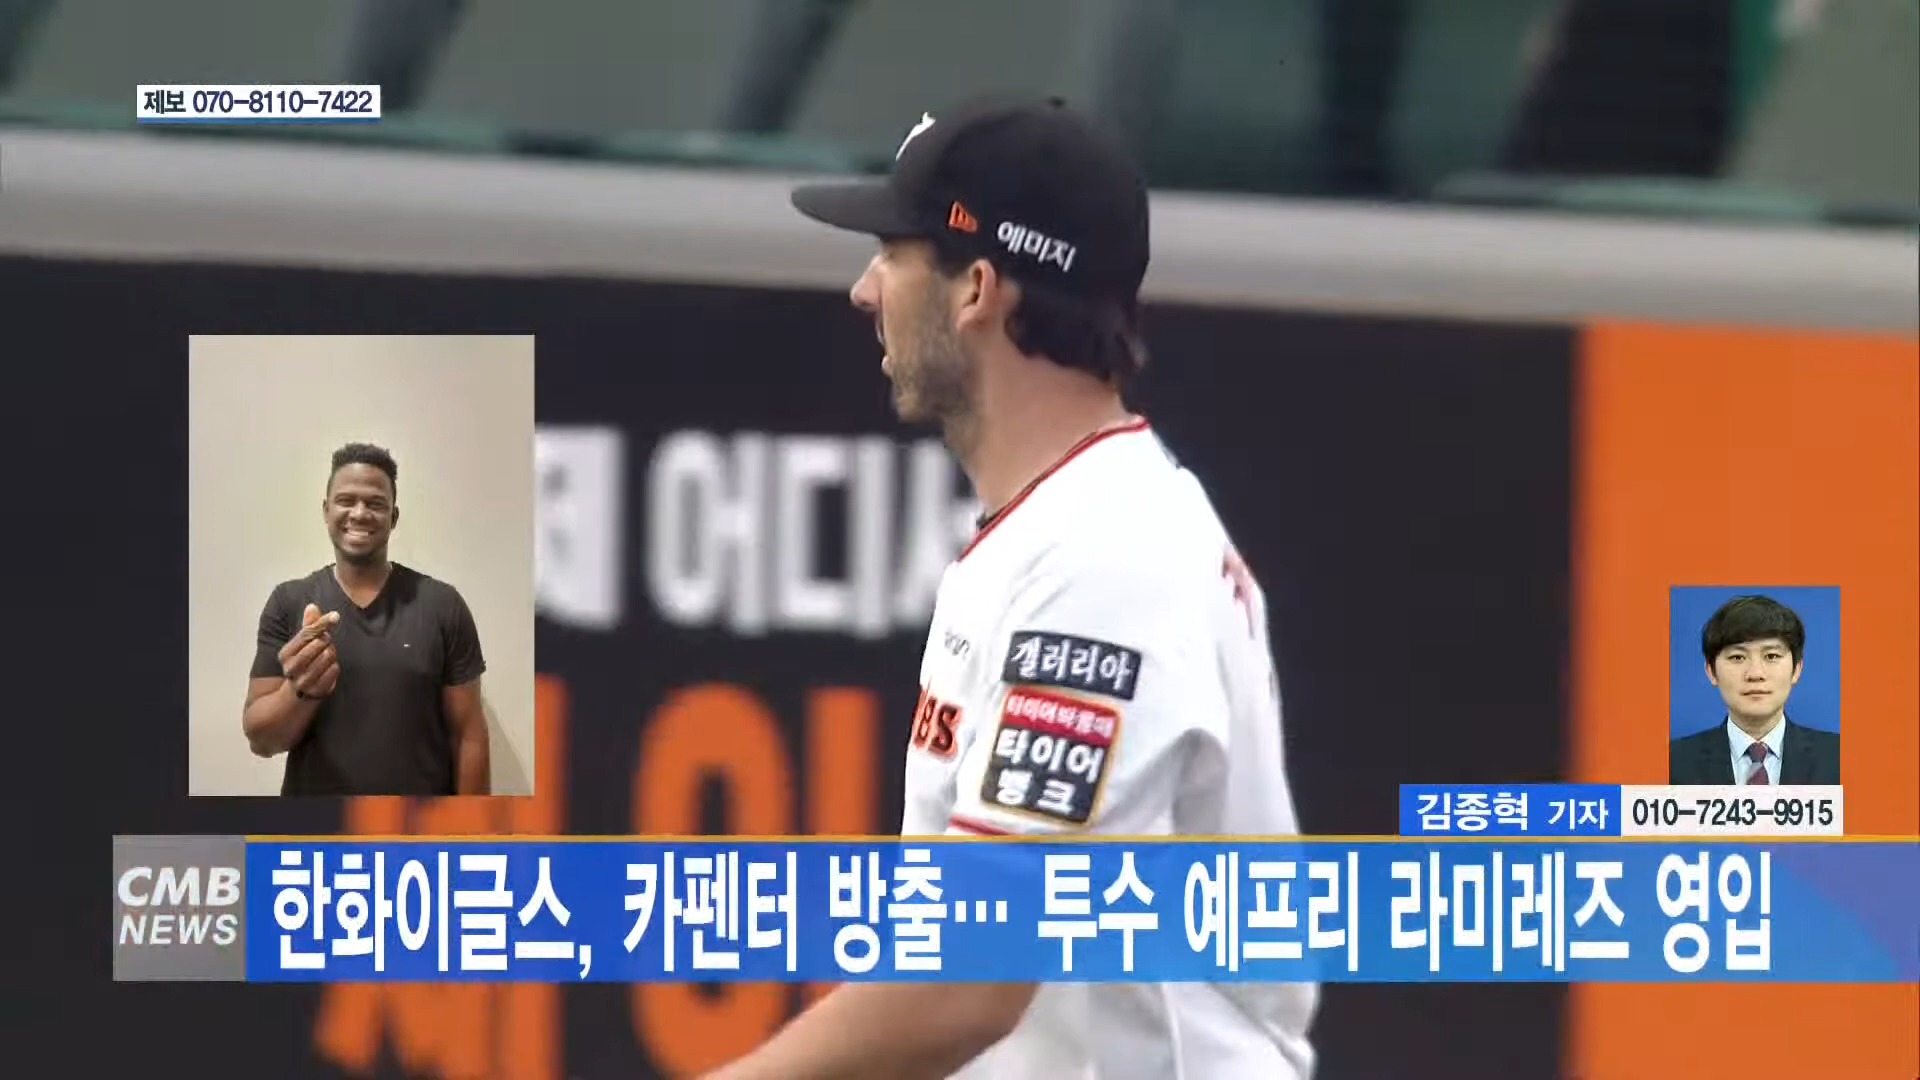 제보 070-8110-7422
에미지
어디서
갤러리아
타이어
뱅크
김종혁 기자 010-7243-9915
CMB
NEWS
한화이글스, 카펜터 방출… 투수 예프리 라미레즈 영입